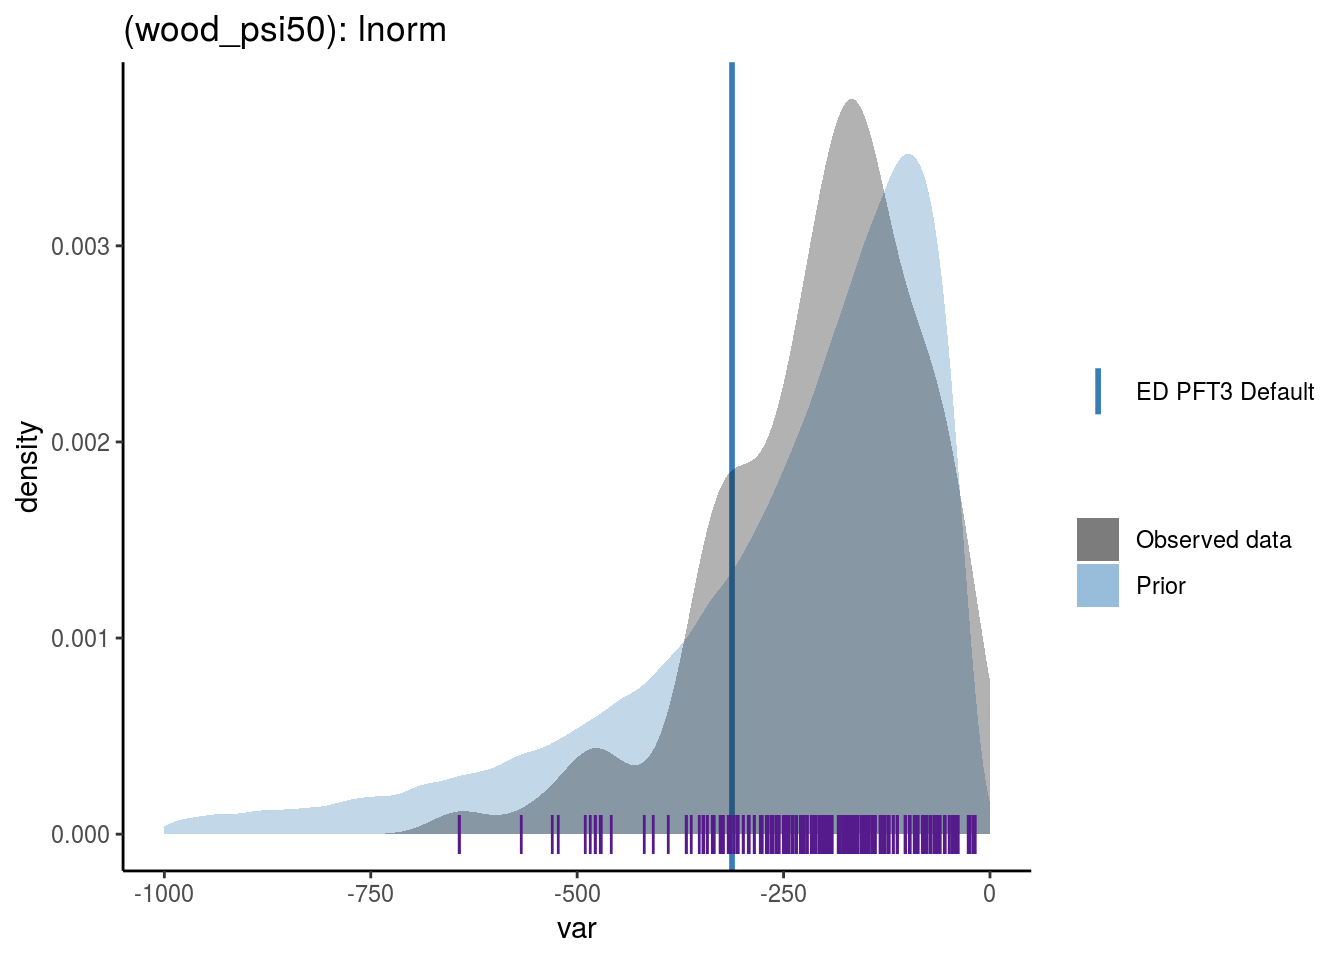 (wood_psi50): lnorm
density
0.003
0.002
0.001
0.000
-1000
-750
-500
-250
0
var
ED PFT3 Default
Observed data
Prior